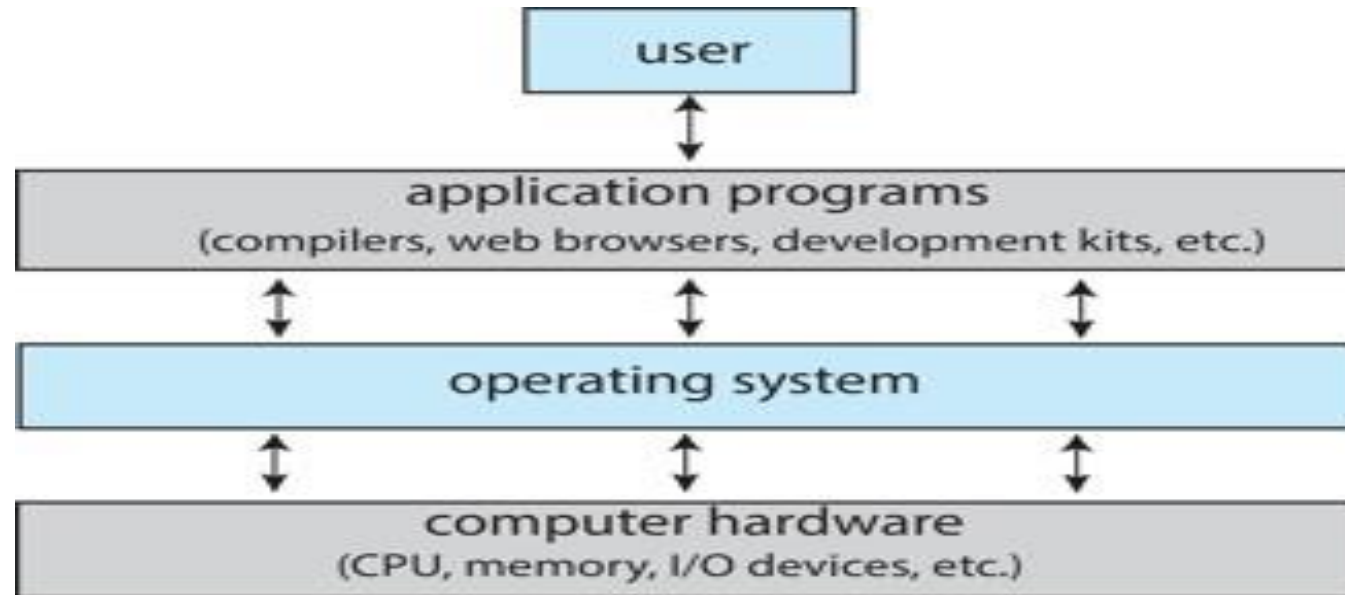 user
application programs
(compilers, web browsers, development kits, etc.)
operating system
computer hardware
(CPU, memory, I/O devices, etc.)